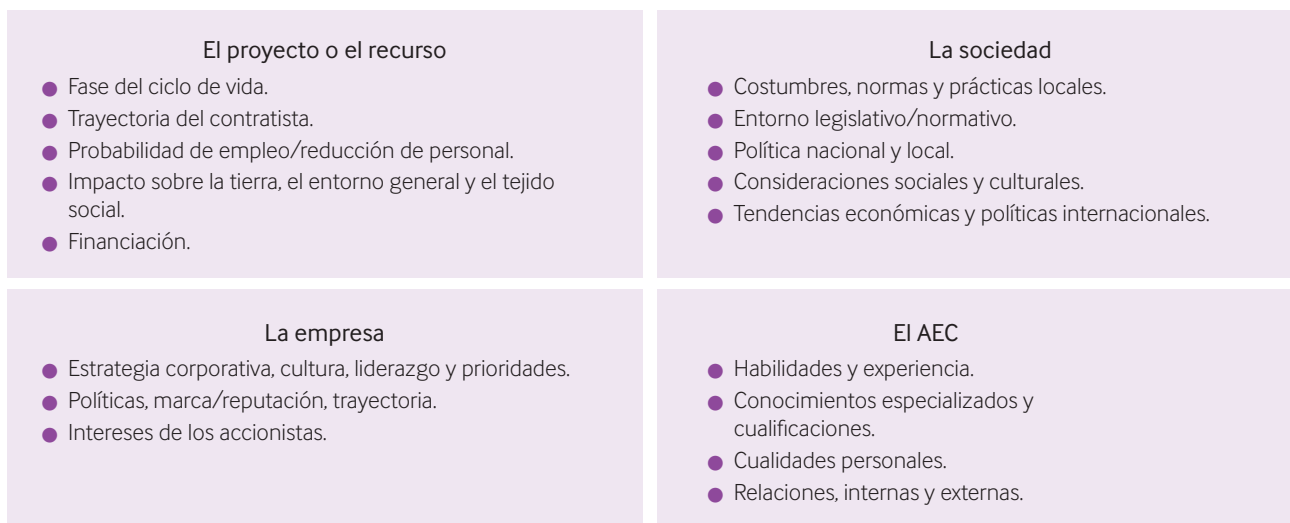 El proyecto o el recurso
● Fase del ciclo de vida.
● Trayectoria del contratista.
● Probabilidad de empleo/reducción de personal.
● Impacto sobre la tierra, el entorno general y el tejido
social.
● Financiación.
La sociedad
● Costumbres, normas y prácticas locales.
● Entorno legislativo/normativo.
● Política nacional y local.
● Consideraciones sociales y culturales.
● Tendencias económicas y políticas internacionales.
La empresa
● Estrategia corporativa, cultura, liderazgo y prioridades.
● Políticas, marca/reputación, trayectoria.
● Intereses de los accionistas.
El AEC
● Habilidades y experiencia.
● Conocimientos especializados y
cualificaciones.
● Cualidades personales.
● Relaciones, internas y externas.